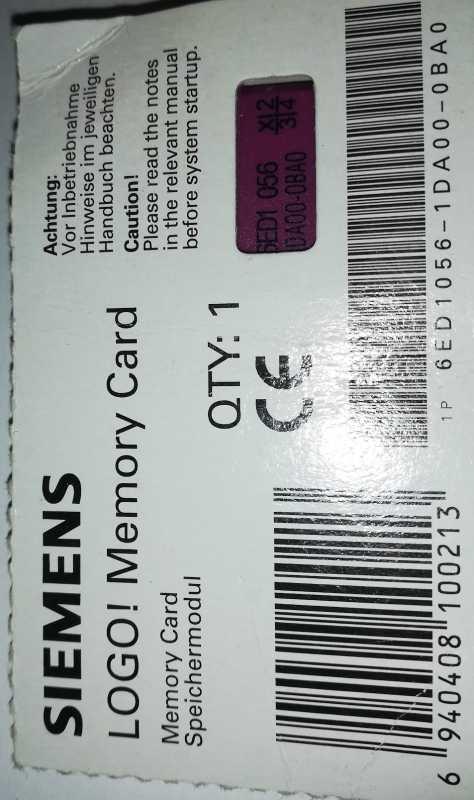 SIEMENS
LOGO! Memory Card
Memory Card
Speichermodul
QTY: 1
CE
Achtung:
Vor Inbetriebnahme
Hinweise im jeweiligen
Handbuch beachten.
Caution!
Please read the notes
in the relevant manual
before system startup.
6ED1 056
1DA00-0BA0
X 2
3 4
6 940408 100213
1P 6ED1056-1DA00-0BA0